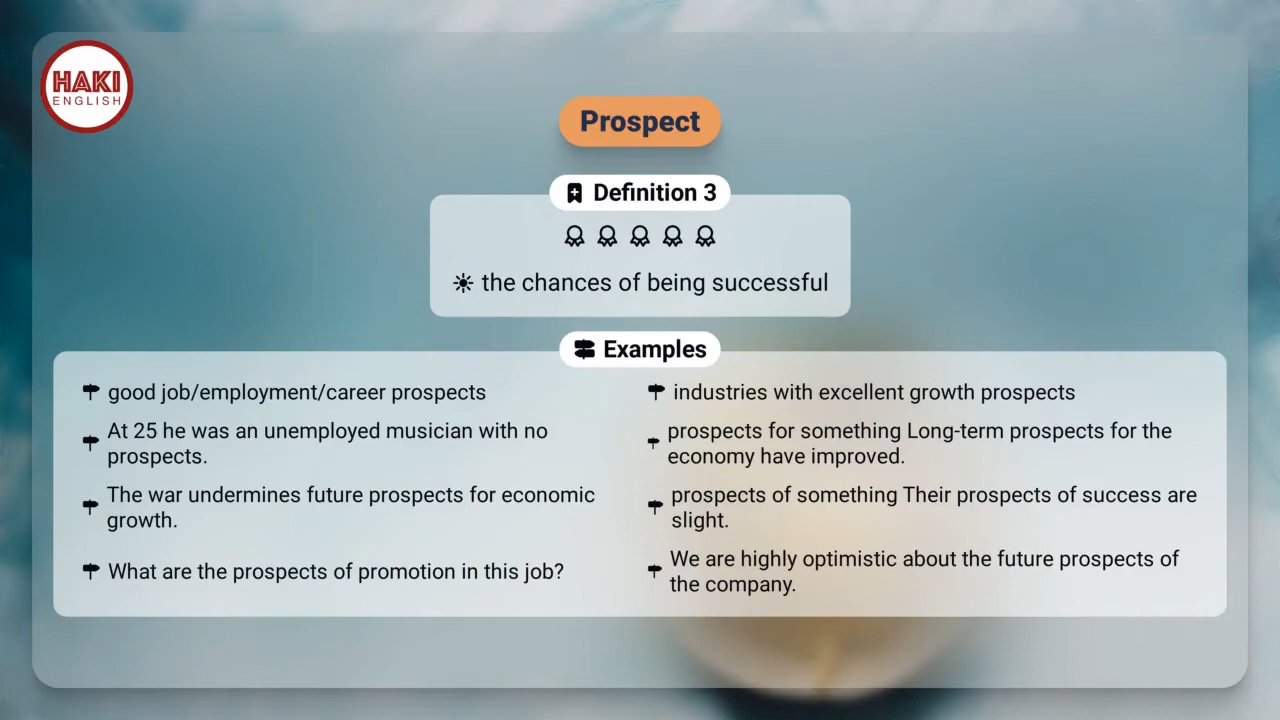 HAKI
ENGLISH
Prospect
Definition 3
the chances of being successful
Examples
good job/employment/career prospects
At 25 he was an unemployed musician with no
prospects.
The war undermines future prospects for economic
growth.
What are the prospects of promotion in this job?
industries with excellent growth prospects
prospects for something Long-term prospects for the
economy have improved.
prospects of something Their prospects of success are
slight.
We are highly optimistic about the future prospects of
the company.